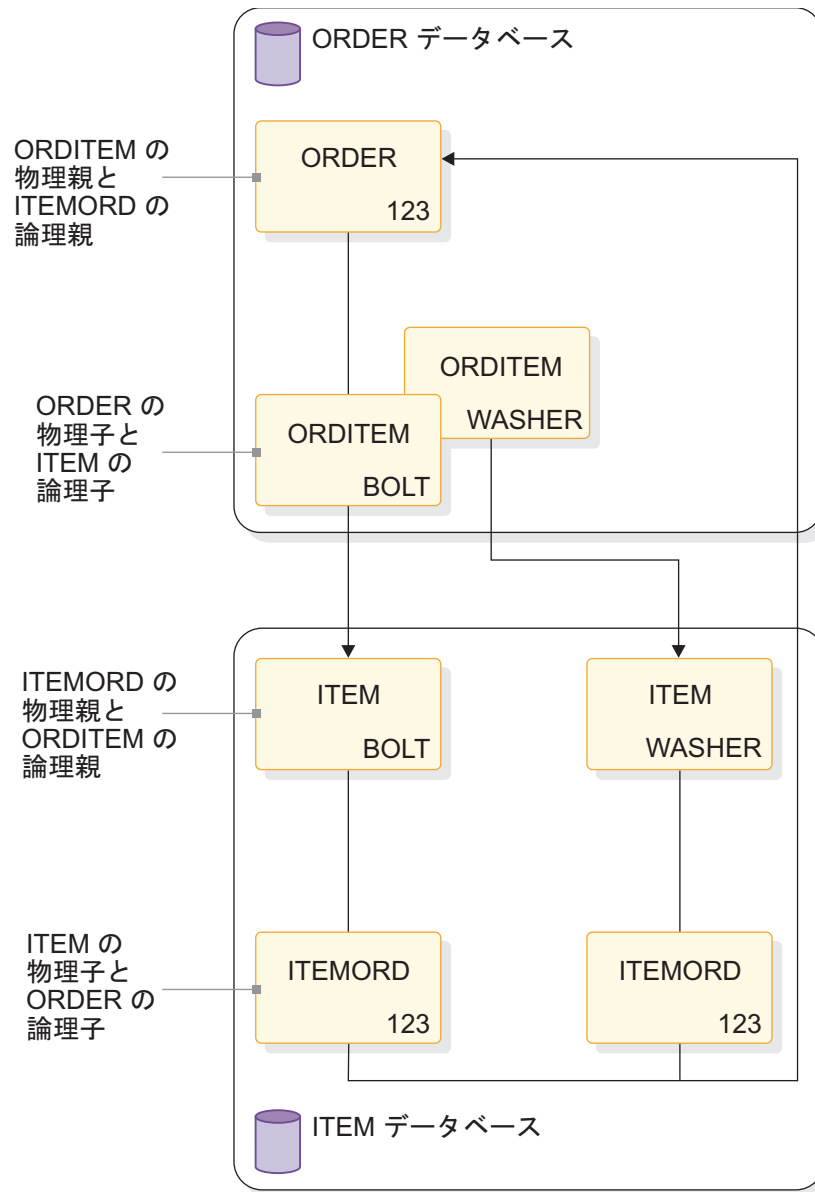 ORDER データベース
ORDITEM の
物理親と
ITEMORD の
論理親
ORDER
123
ORDITEM
WASHER
ORDER の
物理子と
ITEM の
論理子
ORDITEM
BOLT
ITEMORD の
物理親と
ORDITEM の
論理親
ITEM
BOLT
ITEM
WASHER
ITEM の
物理子と
ORDER の
論理子
ITEMORD
123
ITEMORD
123
ITEM データベース